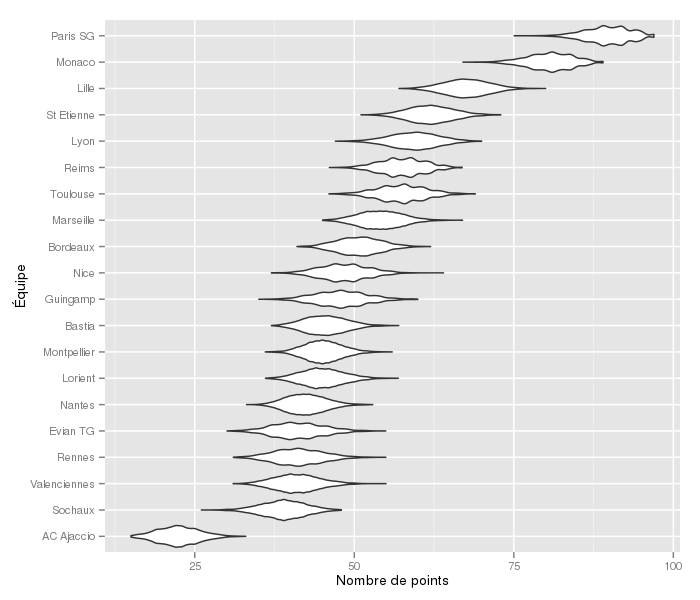 Équipe
Paris SG
Monaco
Lille
St Etienne
Lyon
Reims
Toulouse
Marseille
Bordeaux
Nice
Guingamp
Bastia
Montpellier
Lorient
Nantes
Evian TG
Rennes
Valenciennes
Sochaux
AC Ajaccio
25 50 75 100
Nombre de points